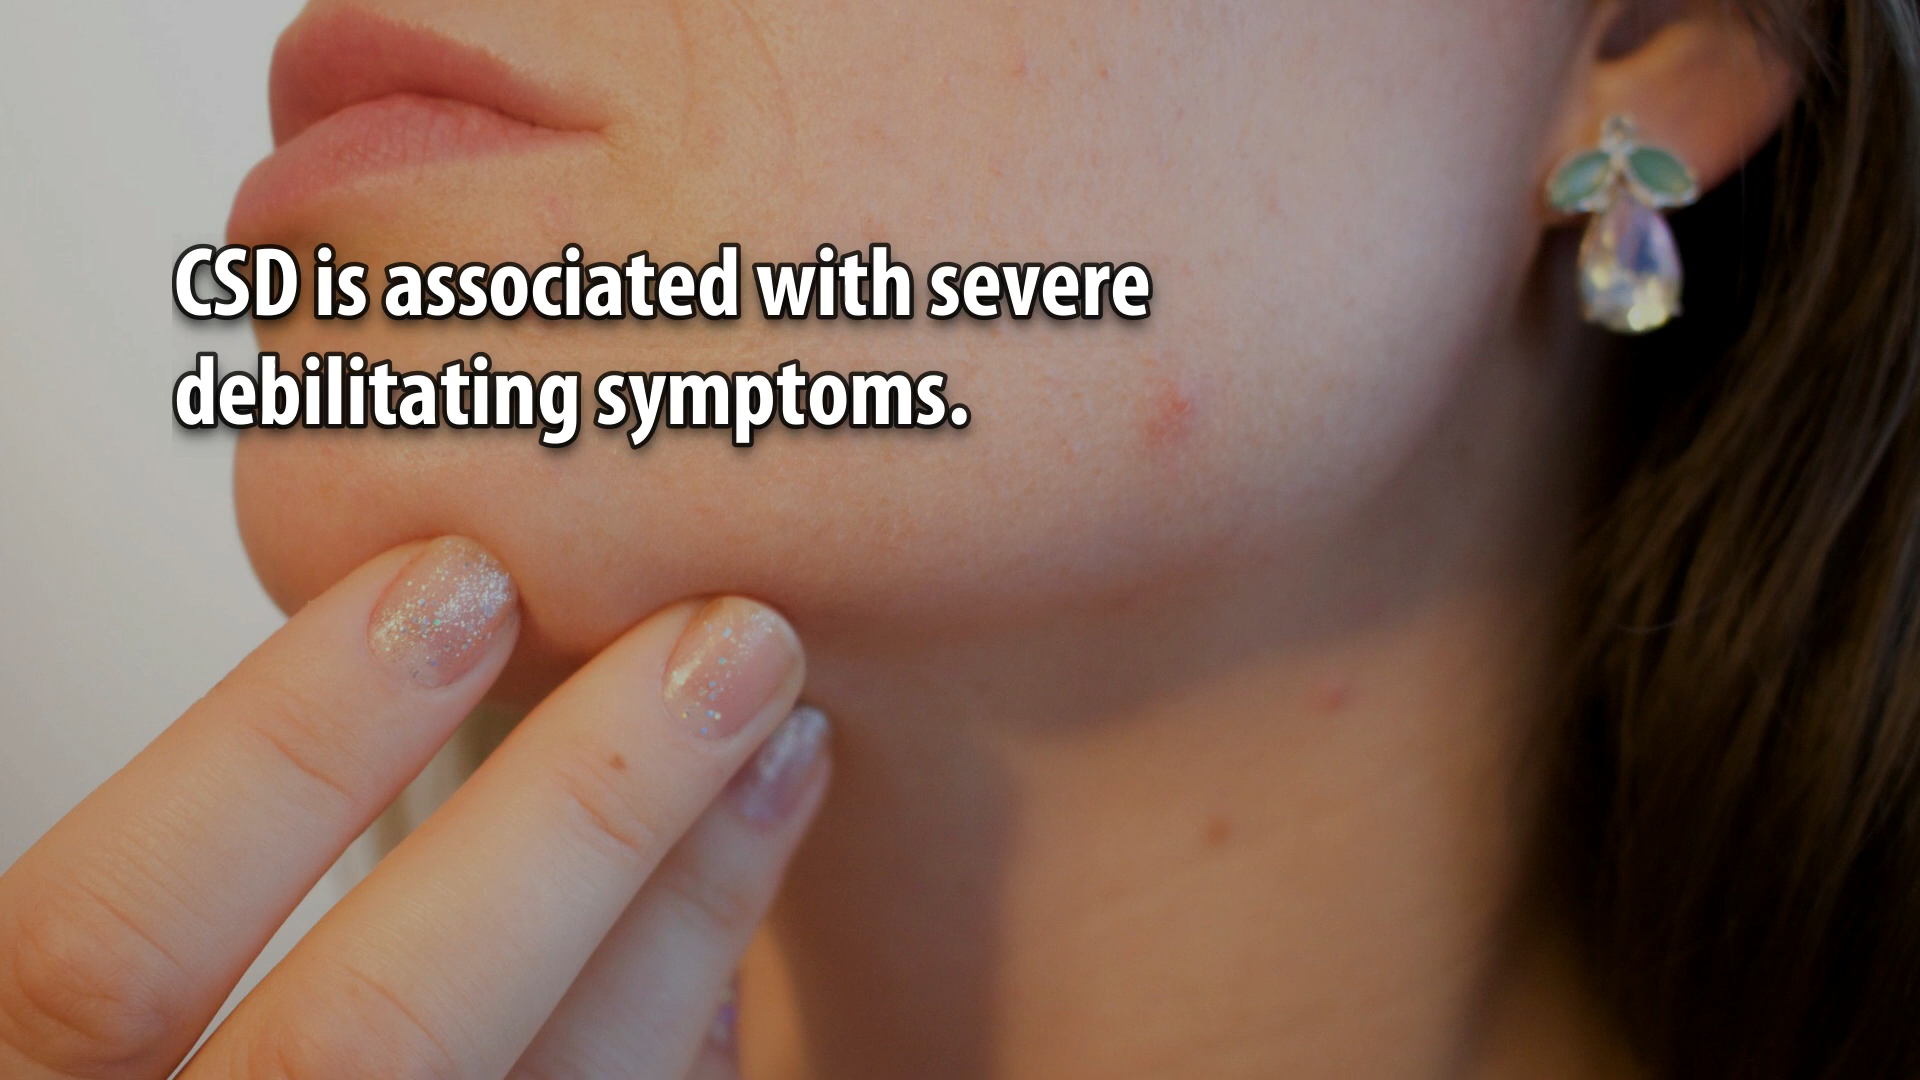 CSD is associated with severe
debilitating symptoms.